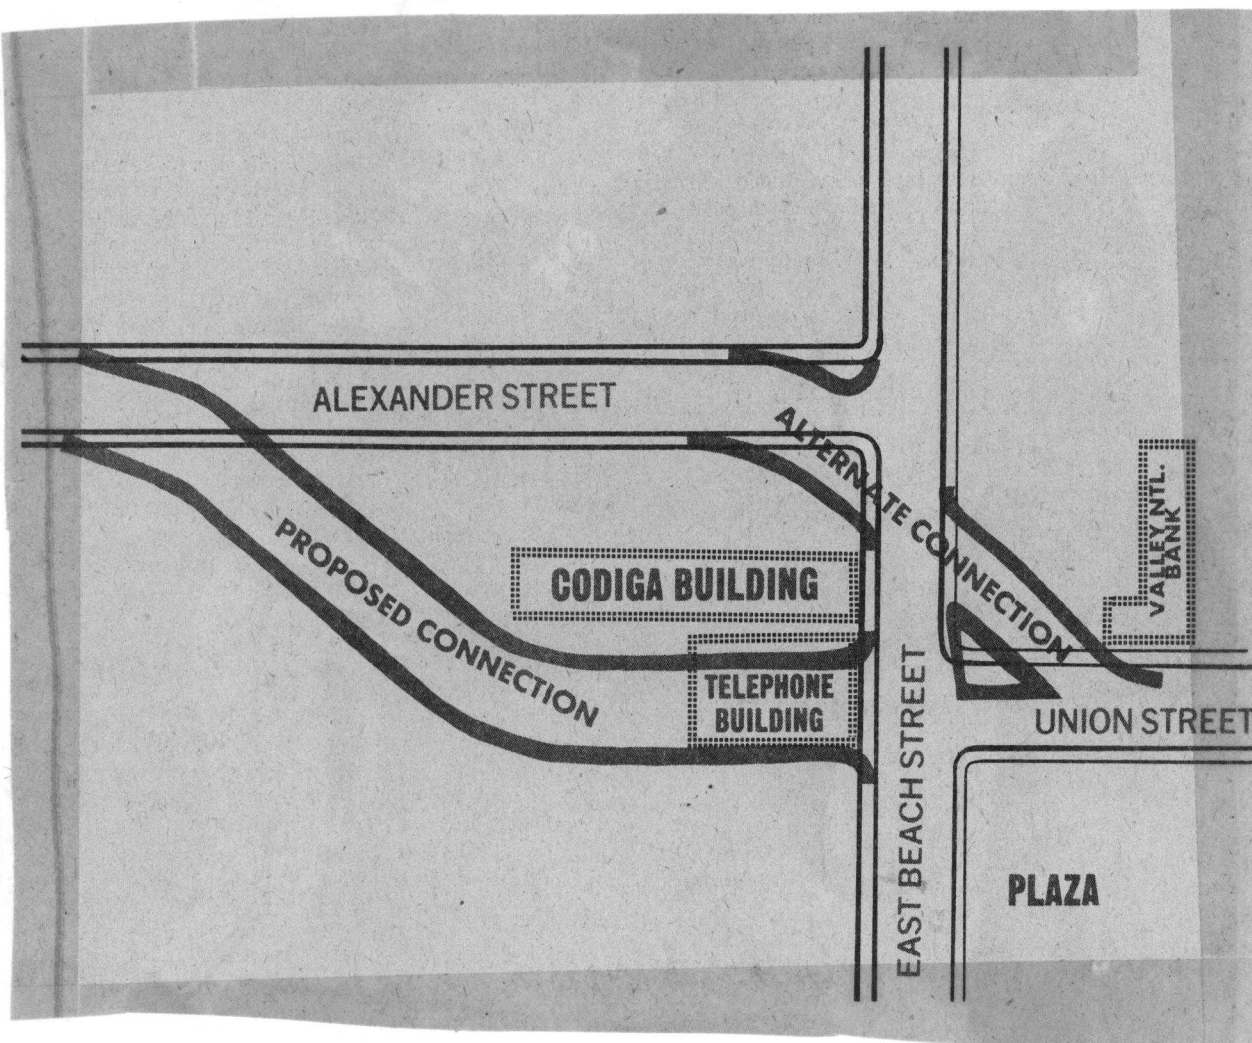 ALEXANDER STREET
ALTERNATE CONNECTION
VALLEY NTL.
BANK
PROPOSED CONNECTION
CODIGA BUILDING
TELEPHONE
BUILDING
EAST BEACH STREET
UNION STREET
PLAZA